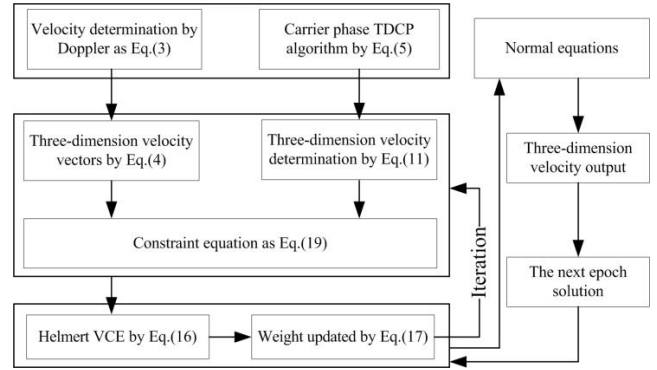 Velocity determination by
Doppler as Eq.(3)
Carrier phase TDCP
algorithm by Eq.(5)
Normal equations
Three-dimension velocity
vectors by Eq.(4)
Three-dimension velocity
determination by Eq.(11)
Three-dimension
velocity output
Constraint equation as Eq.(19)
Iteration
The next epoch
solution
Helmert VCE by Eq.(16)
Weight updated by Eq.(17)